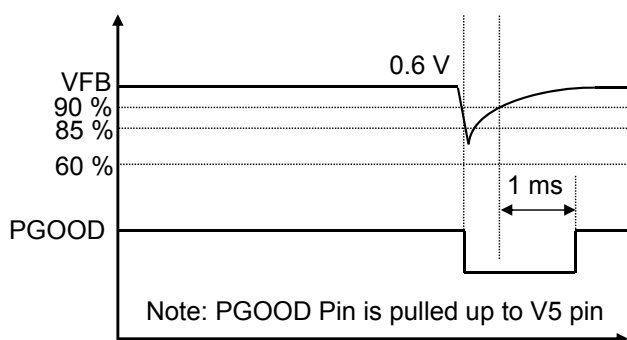 0.6 V
VFB
90 %
85 %
60 %
1 ms
PGOOD
Note: PGOOD Pin is pulled up to V5 pin